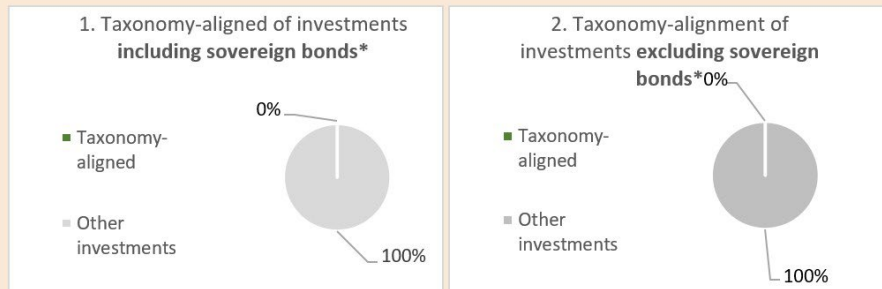 1. Taxonomy-aligned of investments
including sovereign bonds*
0%
Taxonomy-
aligned
Other
investments
100%
2. Taxonomy-alignment of
investments excluding sovereign
bonds*0%
Taxonomy-
aligned
Other
investments
100%